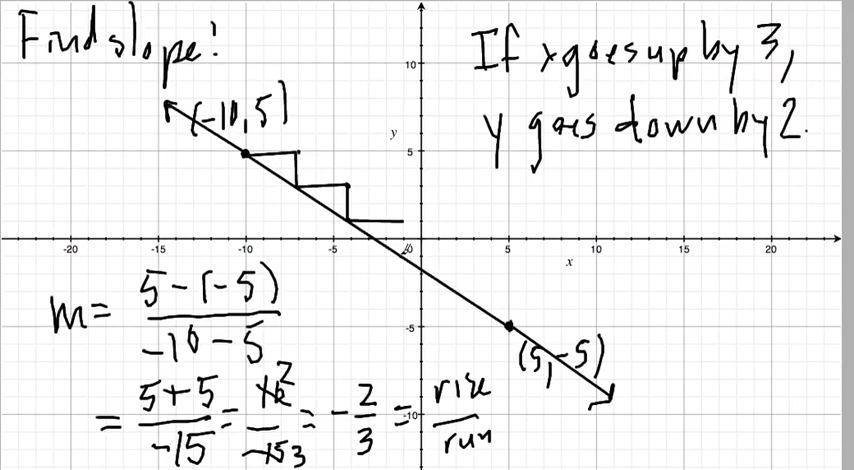 Find slope!
If x goes up by 3,
y goes down by 2.
(-10,5)
y
10
5
-20
-15
-10
-5
0
5
10
15
20
x
-5
-10
(5,-5)
m = 5-(-5) / -10-5
= 5+5 / -15 = 10 2 / -15 3 = -2/3 = rise/run